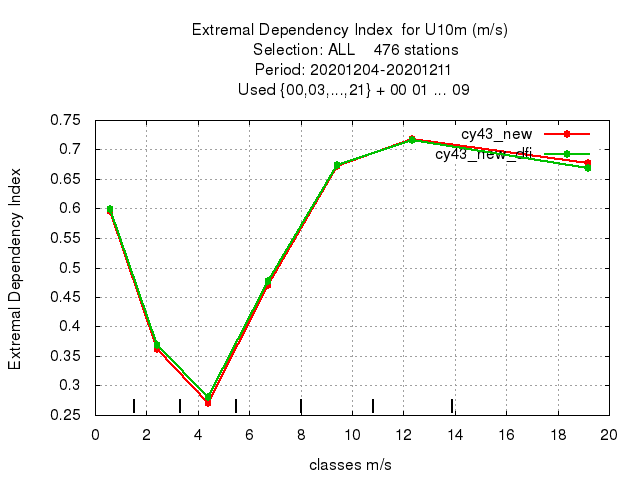 Extremal Dependency Index for U10m (m/s)
Selection: ALL 476 stations
Period: 20201204-20201211
Used {00,03,...,21} + 00 01 ... 09
0.75
0.7
0.65
0.6
0.55
0.5
0.45
0.4
0.35
0.3
0.25
Extremal Dependency Index
cy43_new
cy43_new_dfi
0 2 4 6 8 10 12 14 16 18 20
classes m/s